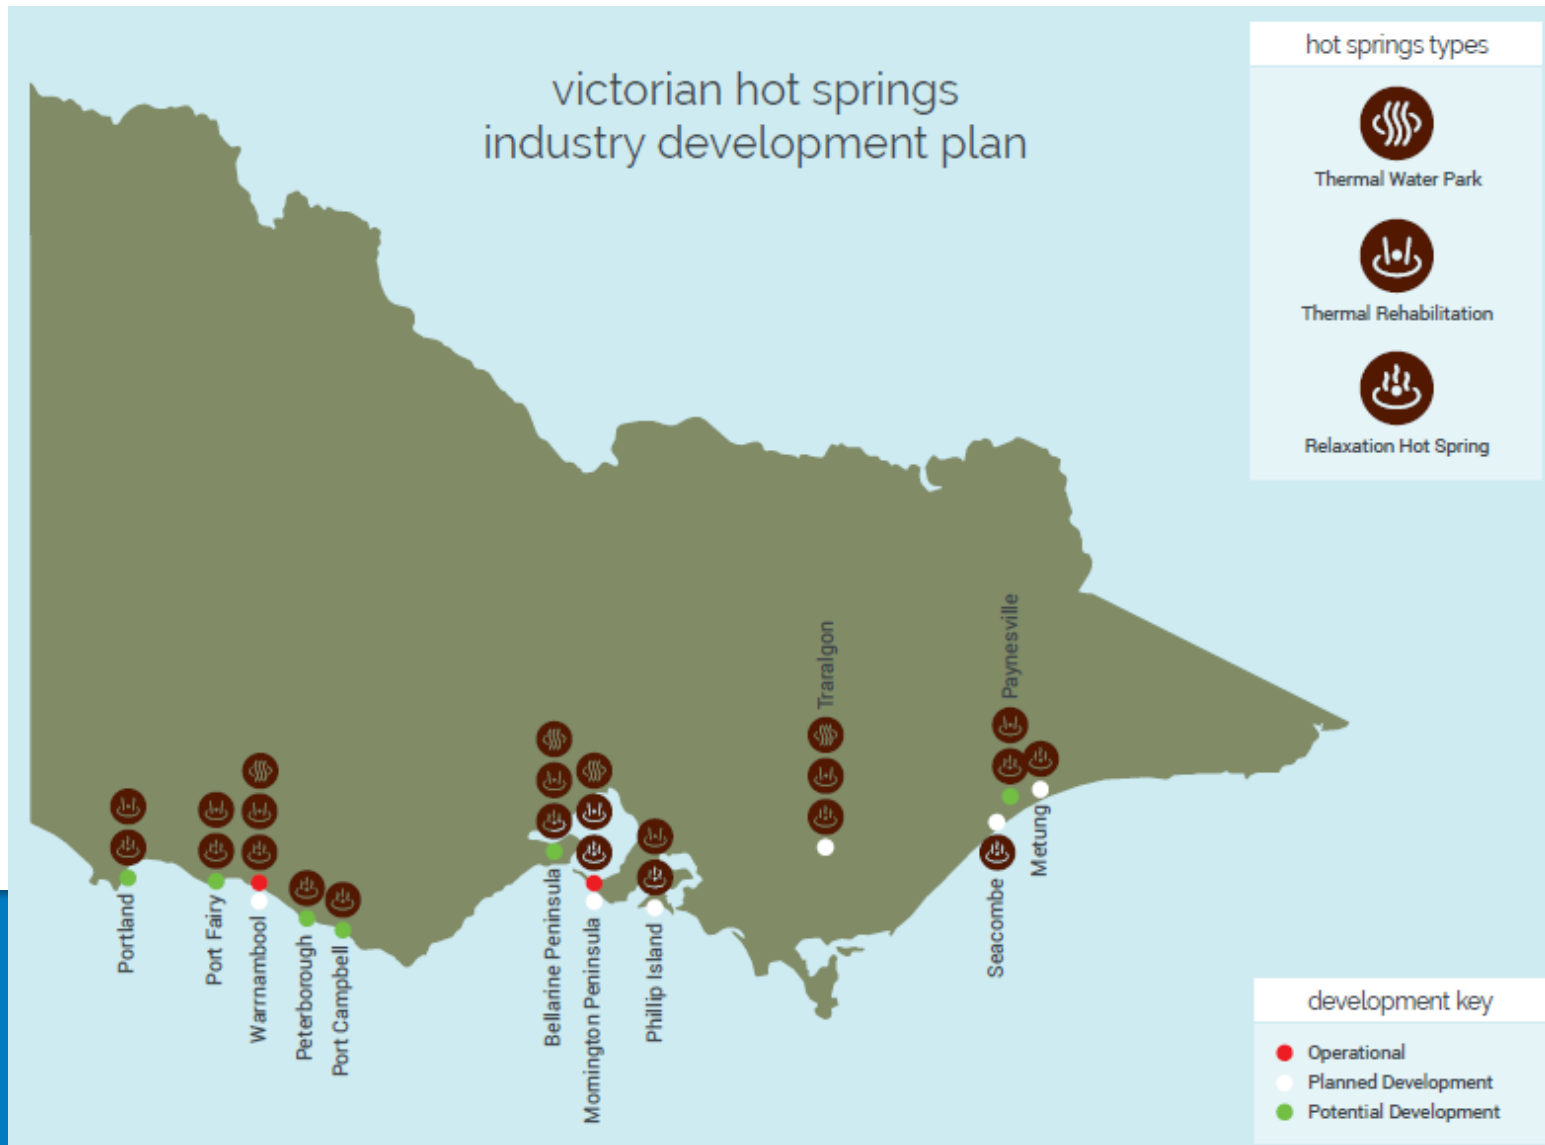 victorian hot springs
industry development plan
hot springs types
Thermal Water Park
Thermal Rehabilitation
Relaxation Hot Spring
Portland
Port Fairy
Warrnambool
Peterborough
Port Campbell
Bellarine Peninsula
Mornington Peninsula
Phillip Island
Traralgon
Seacombe
Paynesville
Metung
development key
Operational
Planned Development
Potential Development